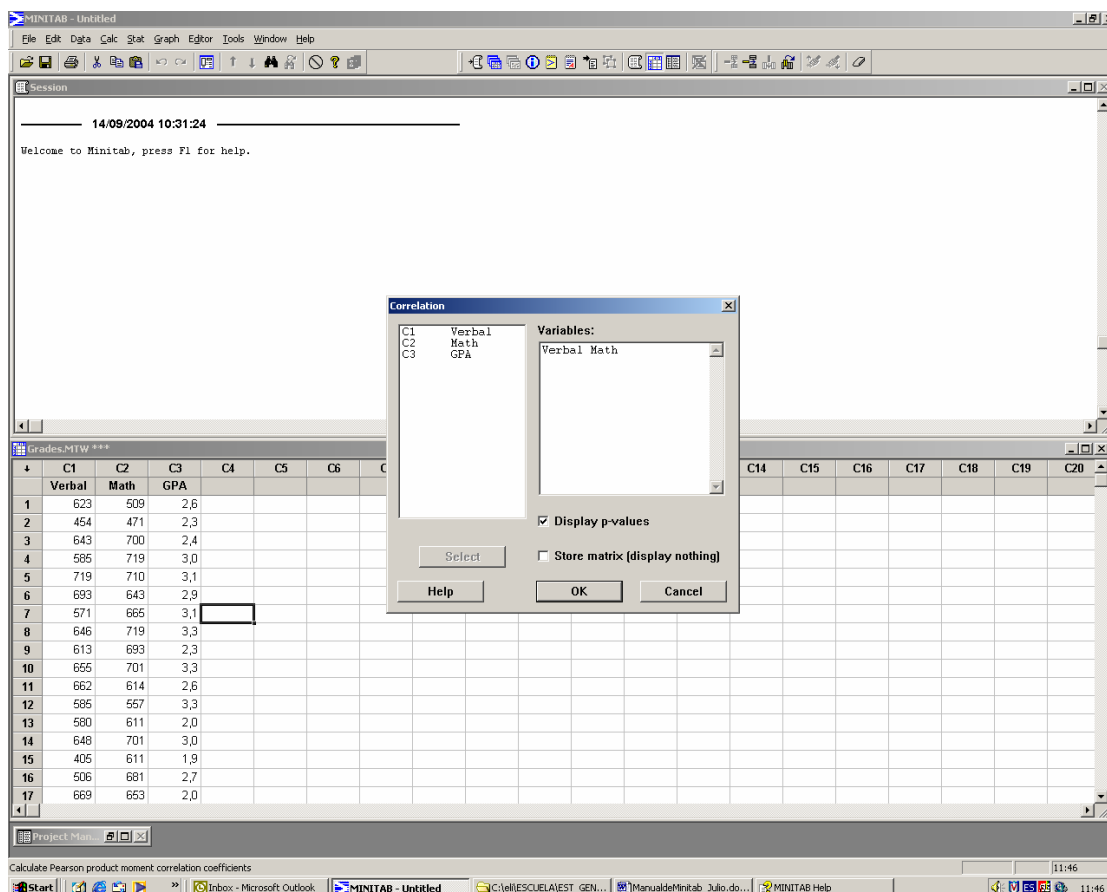 MINITAB - Untitled
File Edit Data Calc Stat Graph Editor Tools Window Help
Session
14/09/2004 10:31:24
Welcome to Minitab, press F1 for help.
Correlation
C1 Verbal
C2 Math
C3 GPA
Variables:
Verbal Math
Display p-values
Select
Store matrix (display nothing)
Help OK Cancel
Grades.MTW ***
C1 C2 C3 C4 C5 C6 C C14 C15 C16 C17 C18 C19 C20
Verbal Math GPA
1 623 509 2,6
2 454 471 2,3
3 643 700 2,4
4 585 719 3,0
5 719 710 3,1
6 693 643 2,9
7 571 665 3,1
8 646 719 3,3
9 613 693 2,3
10 655 701 3,3
11 662 614 2,6
12 585 557 3,3
13 580 611 2,0
14 648 701 3,0
15 405 611 1,9
16 506 681 2,7
17 669 653 2,0
Project Man...
Calculate Pearson product moment correlation coefficients 11:46
Start » Inbox - Microsoft Outlook MINITAB - Untitled C:\eli\ESCUELA\EST_GEN... ManualdeMinitab_Julio.do... MINITAB Help ES 11:46